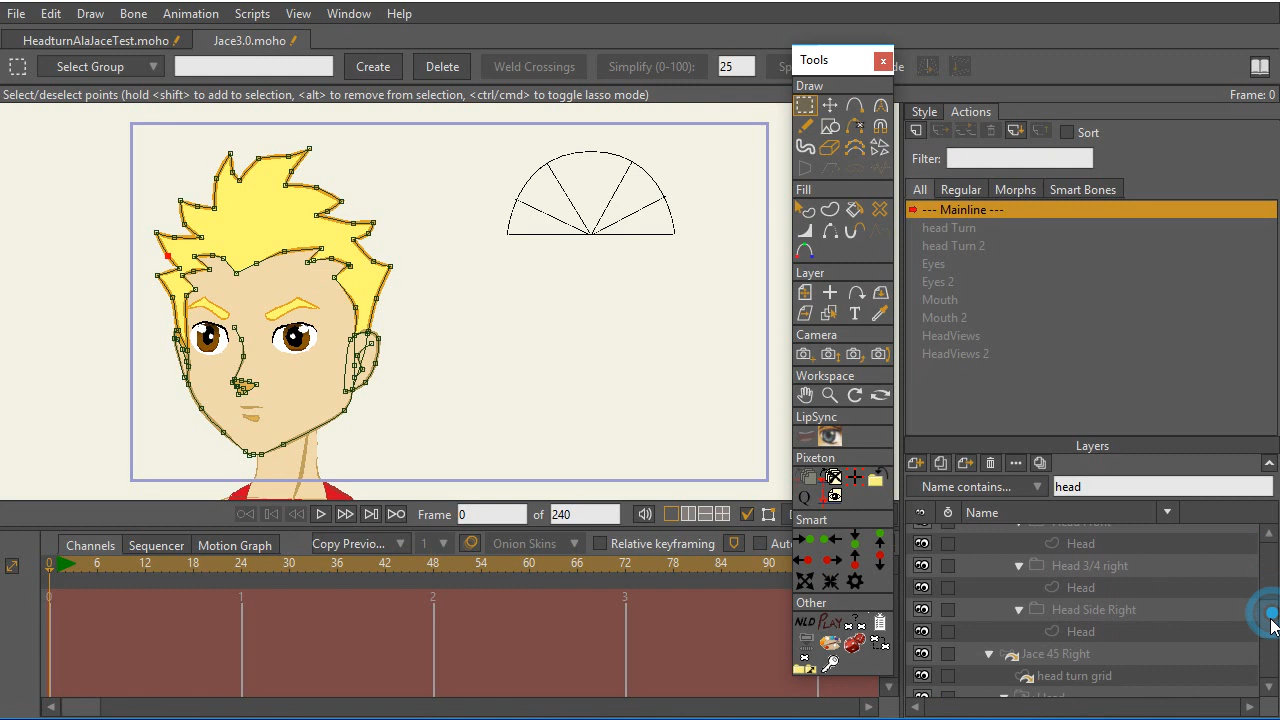 File Edit Draw Bone Animation Scripts View Window Help
HeadturnAlaJaceTest.moho Jace3.0.moho
Select Group Create Delete Weld Crossings Simplify (0-100): 25
Select/deselect points (hold <shift> to add to selection, <alt> to remove from selection, <ctrl/cmd> to toggle lasso mode) Frame: 0
Tools
Draw
Fill
Layer
Camera
Workspace
LipSync
Pixeton
Q
Smart
Other
NLD PLAY
Style Actions
Sort
Filter:
All Regular Morphs Smart Bones
--- Mainline ---
head Turn
head Turn 2
Eyes
Eyes 2
Mouth
Mouth 2
HeadViews
HeadViews 2
Layers
Name contains... head
Name
Head
Head 3/4 right
Head
Head Side Right
Head
Jace 45 Right
head turn grid
Frame 0 of 240
Channels Sequencer Motion Graph Copy Previo... 1 Onion Skins Relative keyframing
0 6 12 18 24 30 36 42 48 54 60 66 72 78 84 90
0 1 2 3